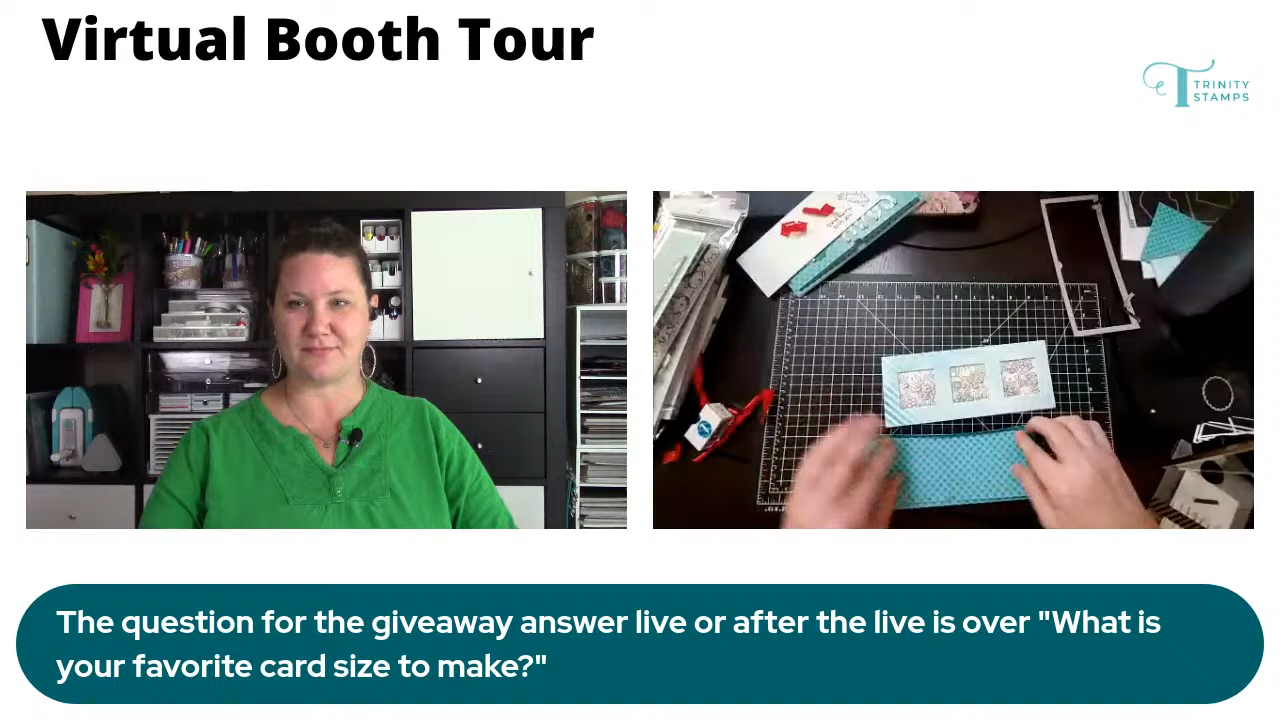 Virtual Booth Tour
TRINITY
STAMPS
The question for the giveaway answer live or after the live is over "What is
your favorite card size to make?"